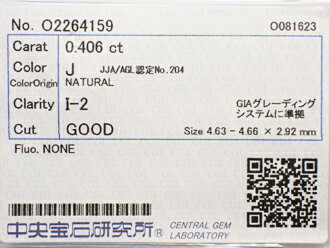 No. O2264159 O081623
Carat 0.406 ct
Color J JJA/AGL認定No.204
ColorOrigin NATURAL
Clarity I-2 GIAグレーディング
システムに準拠
Cut GOOD Size 4.63 - 4.66 × 2.92 mm
Fluo. NONE
中央宝石研究所® CENTRAL GEM
LABORATORY